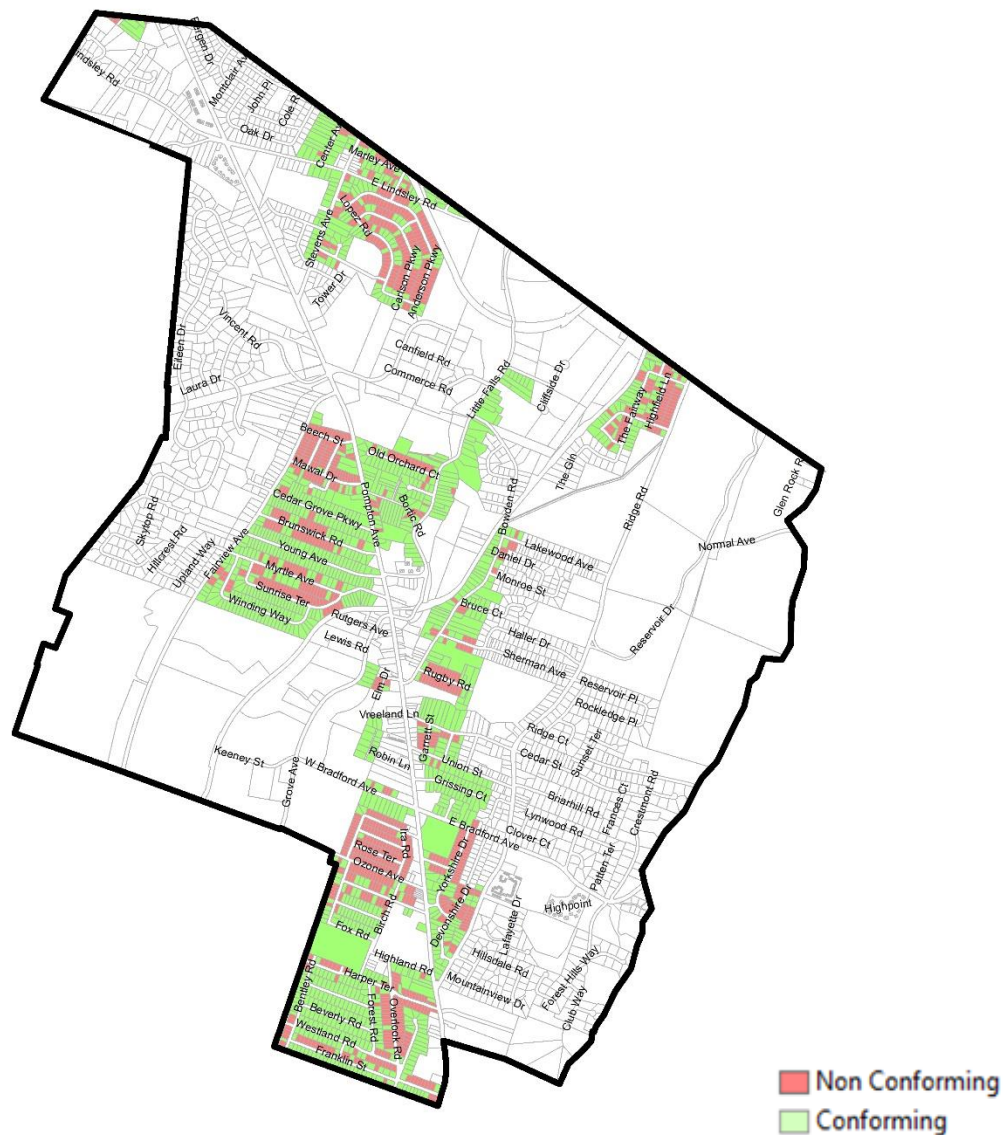 Bergen Dr
Montclair Av
John Pl
Cole R
indsley Rd
Oak Dr
Center Av
Marley Ave
E Lindsley Rd
Lopez Rd
Stevens Ave
Tower Dr
Carlson Pkwy
Anderson Pkwy
Vincent Rd
Eileen Dr
Laura Dr
Canfield Rd
Commerce Rd
Little Falls Rd
Cliffside Dr
The Fairway
Highfield Ln
Beech St
Old Orchard Ct
Mawal Dr
The Gln
Glen Rock R
Cedar Grove Pkwy
Pompton Ave
Bortic Rd
Bowden Rd
Ridge Rd
Skytop Rd
Hillcrest Rd
Upland Way
Fairview Ave
Brunswick Rd
Young Ave
Lakewood Ave
Normal Ave
Daniel Dr
Monroe St
Myrtle Ave
Sunrise Ter
Winding Way
Rutgers Ave
Bruce Ct
Haller Dr
Reservoir Dr
Lewis Rd
Sherman Ave
Elm Dr
Rugby Rd
Reservoir Pl
Rockledge Pl
Vreeland Ln
Garrett St
Ridge Ct
Sunset Ter
Keeney St
Grove Ave
Robin Ln
Union St
Cedar St
W Bradford Ave
Grissing Ct
Briarhill Rd
Frances Ct
Crestmont Rd
E Bradford Ave
Lynwood Rd
Clover Ct
Ira Rd
Rose Ter
Ozone Ave
Yorkshire Dr
Patten Ter
Birch Rd
Devonshire Dr
Lafayette Dr
Highpoint
Fox Rd
Highland Rd
Hillsdale Rd
Forest Hills Way
Bentley Rd
Harper Ter
Mountainview Dr
Club Way
Beverly Rd
Forest Rd
Overlook Rd
Westland Rd
Franklin St
Non Conforming
Conforming